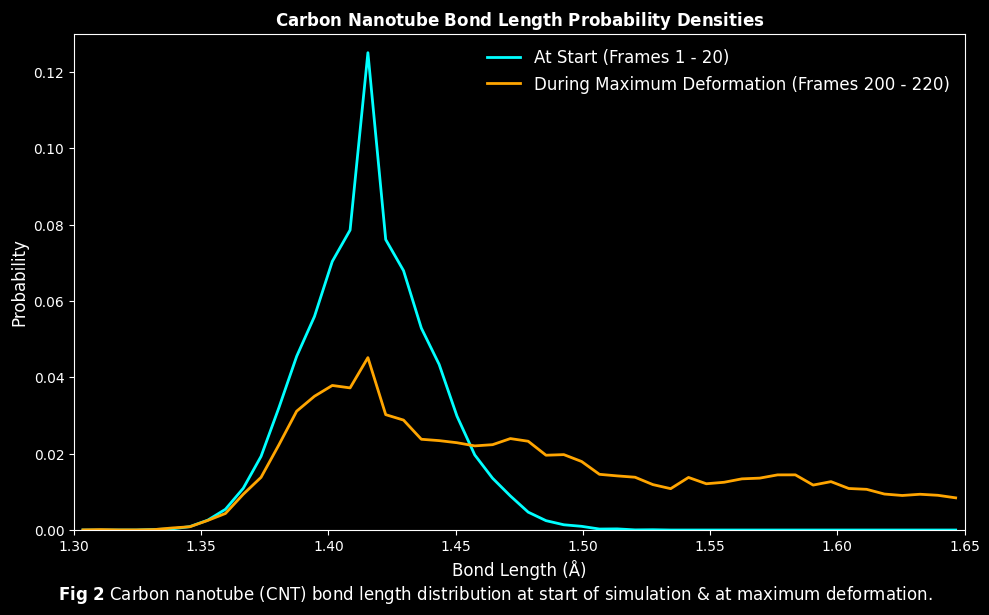 Carbon Nanotube Bond Length Probability Densities
At Start (Frames 1 - 20)
During Maximum Deformation (Frames 200 - 220)
Probability
0.12
0.10
0.08
0.06
0.04
0.02
0.00
1.30 1.35 1.40 1.45 1.50 1.55 1.60 1.65
Bond Length (Å)
Fig 2 Carbon nanotube (CNT) bond length distribution at start of simulation & at maximum deformation.